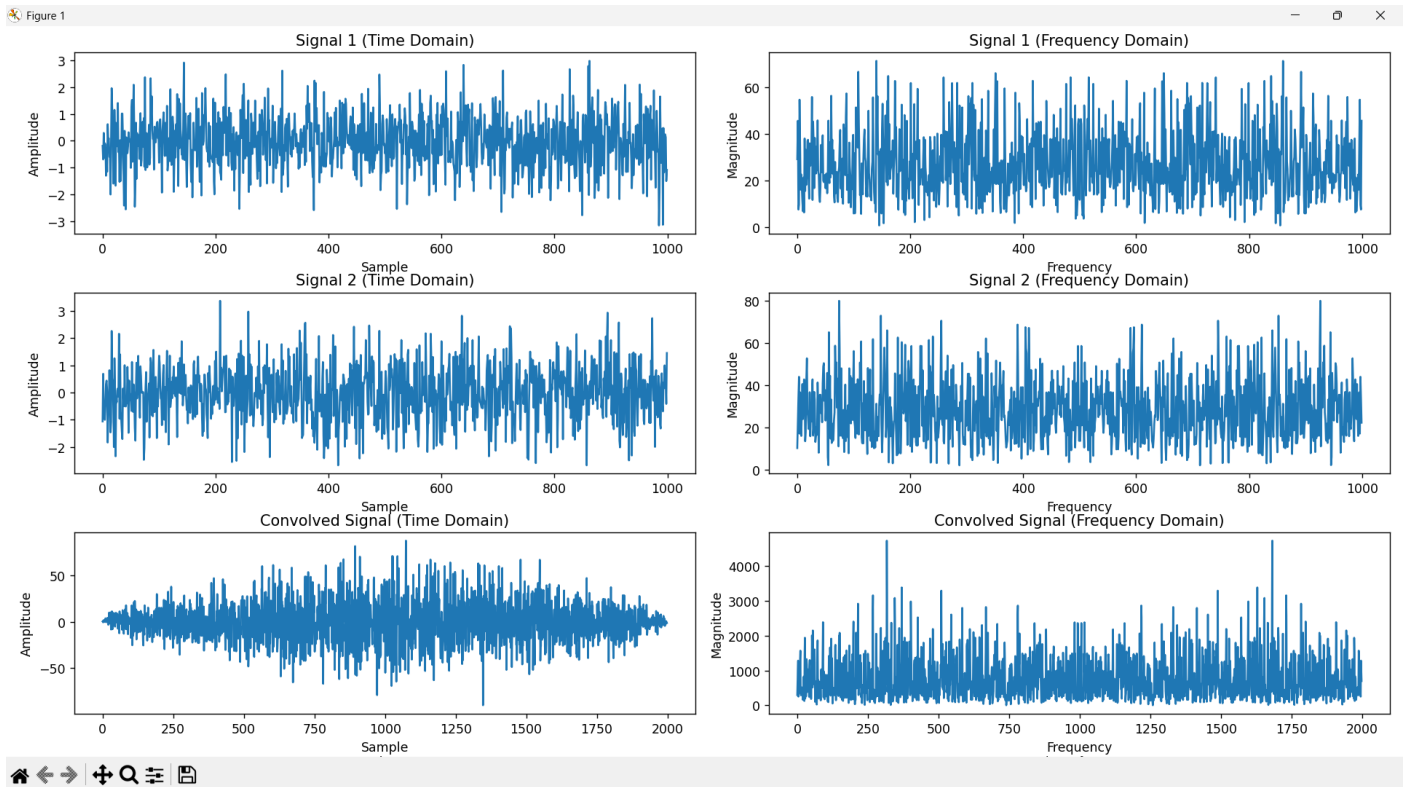 Figure 1
Signal 1 (Time Domain)
Amplitude
3
2
1
0
−1
−2
−3
0 200 400 600 800 1000
Sample
Signal 1 (Frequency Domain)
Magnitude
60
40
20
0
0 200 400 600 800 1000
Frequency
Signal 2 (Time Domain)
Amplitude
3
2
1
0
−1
−2
0 200 400 600 800 1000
Sample
Signal 2 (Frequency Domain)
Magnitude
80
60
40
20
0
0 200 400 600 800 1000
Frequency
Convolved Signal (Time Domain)
Amplitude
50
0
−50
0 250 500 750 1000 1250 1500 1750 2000
Sample
Convolved Signal (Frequency Domain)
Magnitude
4000
3000
2000
1000
0
0 250 500 750 1000 1250 1500 1750 2000
Frequency